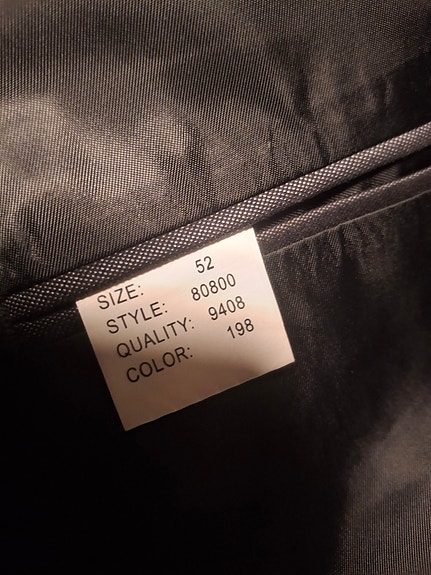 SIZE: 52
STYLE: 80800
QUALITY: 9408
COLOR: 198